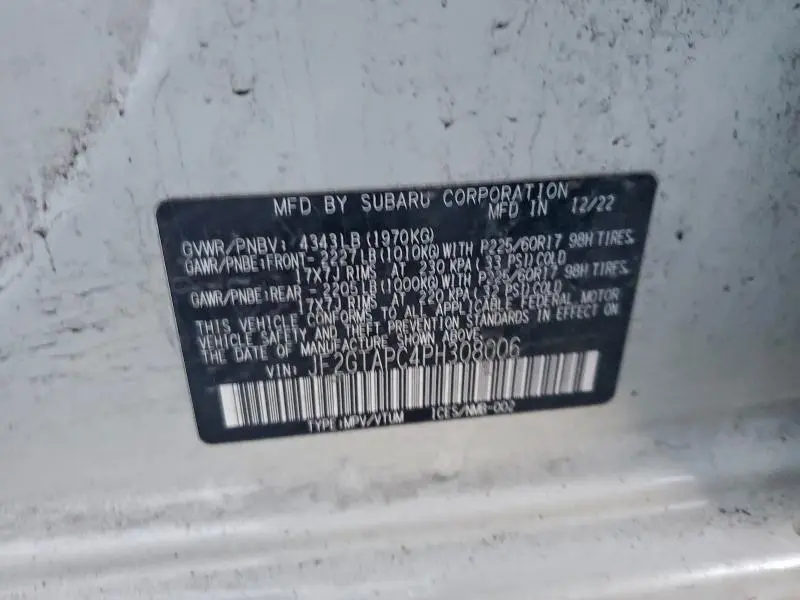 MFD BY SUBARU CORPORATION
MFD IN 12/22
GVWR/PNBV: 4343LB(1970KG)
GAWR/PNBE:FRONT- 2227LB(1010KG)WITH P225/60R17 98H TIRES,
17X7J RIMS AT 230 KPA(33 PSI)COLD
GAWR/PNBE:REAR - 2205LB(1000KG)WITH P225/60R17 98H TIRES,
17X7J RIMS AT 220 KPA(32 PSI)COLD
THIS VEHICLE CONFORMS TO ALL APPLICABLE FEDERAL MOTOR
VEHICLE SAFETY AND THEFT PREVENTION STANDARDS IN EFFECT ON
THE DATE OF MANUFACTURE SHOWN ABOVE.
VIN: JF2GTAPC4PH308006
TYPE:MPV/VTUM ICES/NMB-002